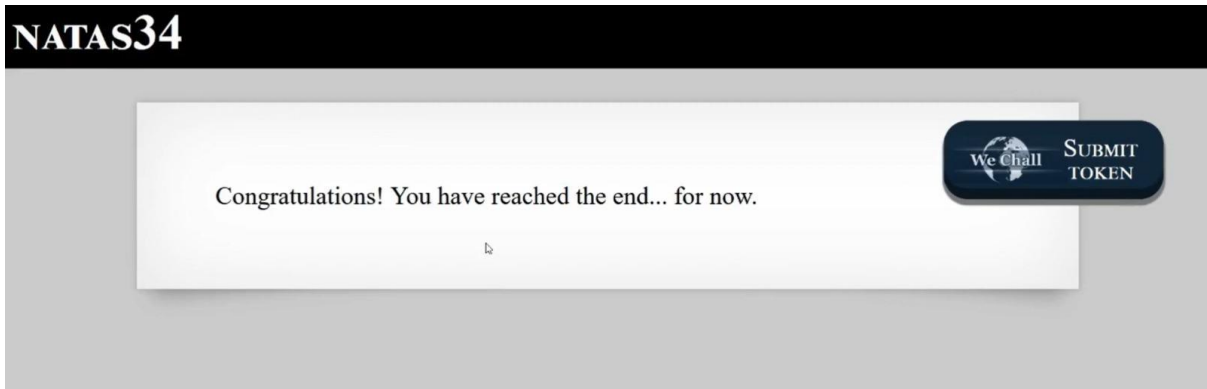 NATAS34
Congratulations! You have reached the end... for now.
We Chall
SUBMIT
TOKEN